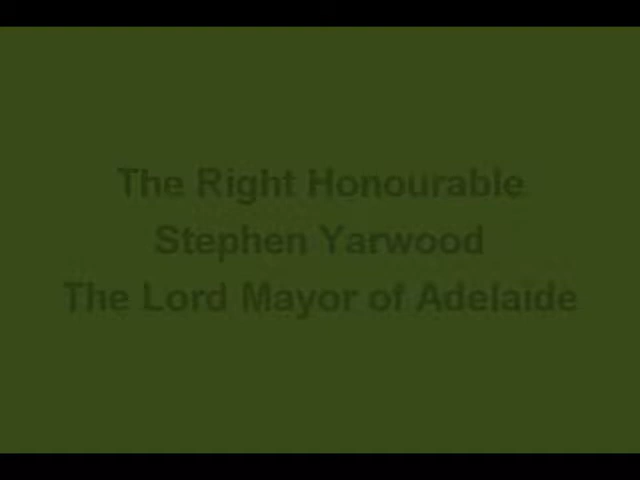 The Right Honourable
Stephen Yarwood
The Lord Mayor of Adelaide